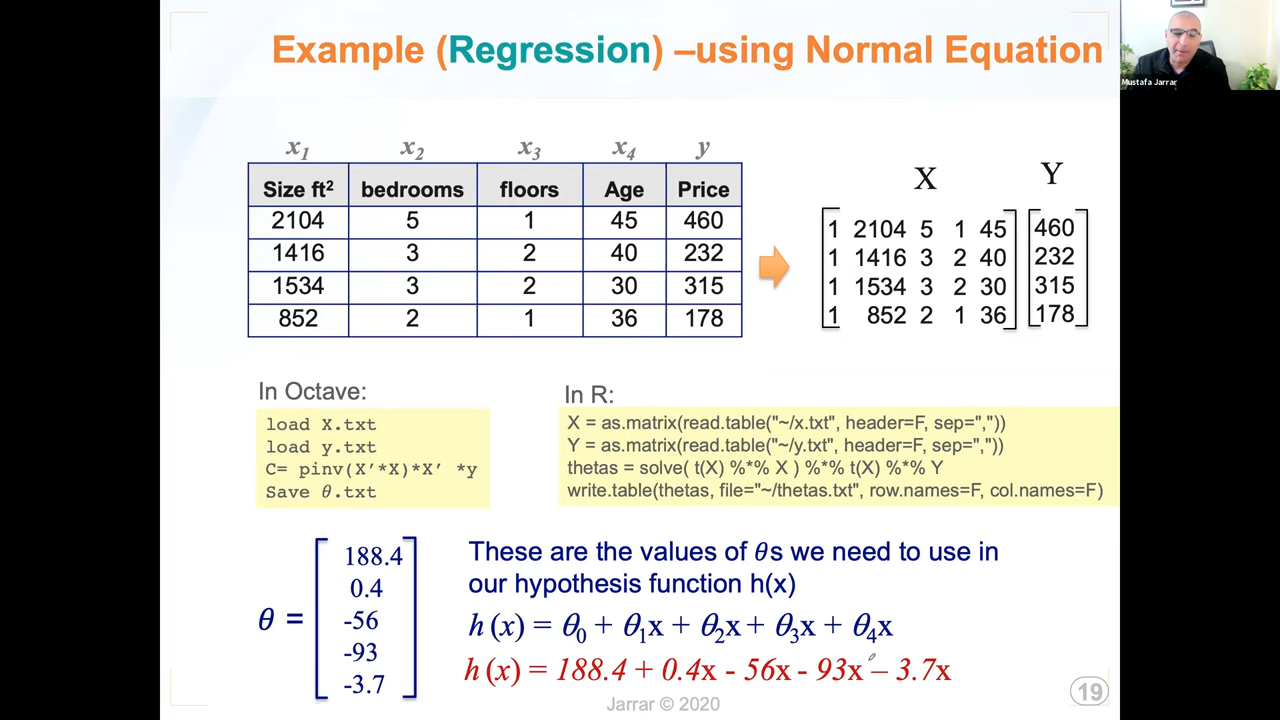 Example (Regression) –using Normal Equation
Mustafa Jarrar
x1 x2 x3 x4 y
Size ft2 bedrooms floors Age Price
2104 5 1 45 460
1416 3 2 40 232
1534 3 2 30 315
852 2 1 36 178
X Y
1 2104 5 1 45 460
1 1416 3 2 40 232
1 1534 3 2 30 315
1 852 2 1 36 178
In Octave:
load X.txt
load y.txt
C= pinv(X’*X)*X’ *y
Save θ.txt
In R:
X = as.matrix(read.table("~/x.txt", header=F, sep=","))
Y = as.matrix(read.table("~/y.txt", header=F, sep=","))
thetas = solve( t(X) %*% X ) %*% t(X) %*% Y
write.table(thetas, file="~/thetas.txt", row.names=F, col.names=F)
θ =
188.4
0.4
-56
-93
-3.7
These are the values of θs we need to use in
our hypothesis function h(x)
h (x) = θ0 + θ1x + θ2x + θ3x + θ4x
h (x) = 188.4 + 0.4x - 56x - 93x – 3.7x
Jarrar © 2020
19